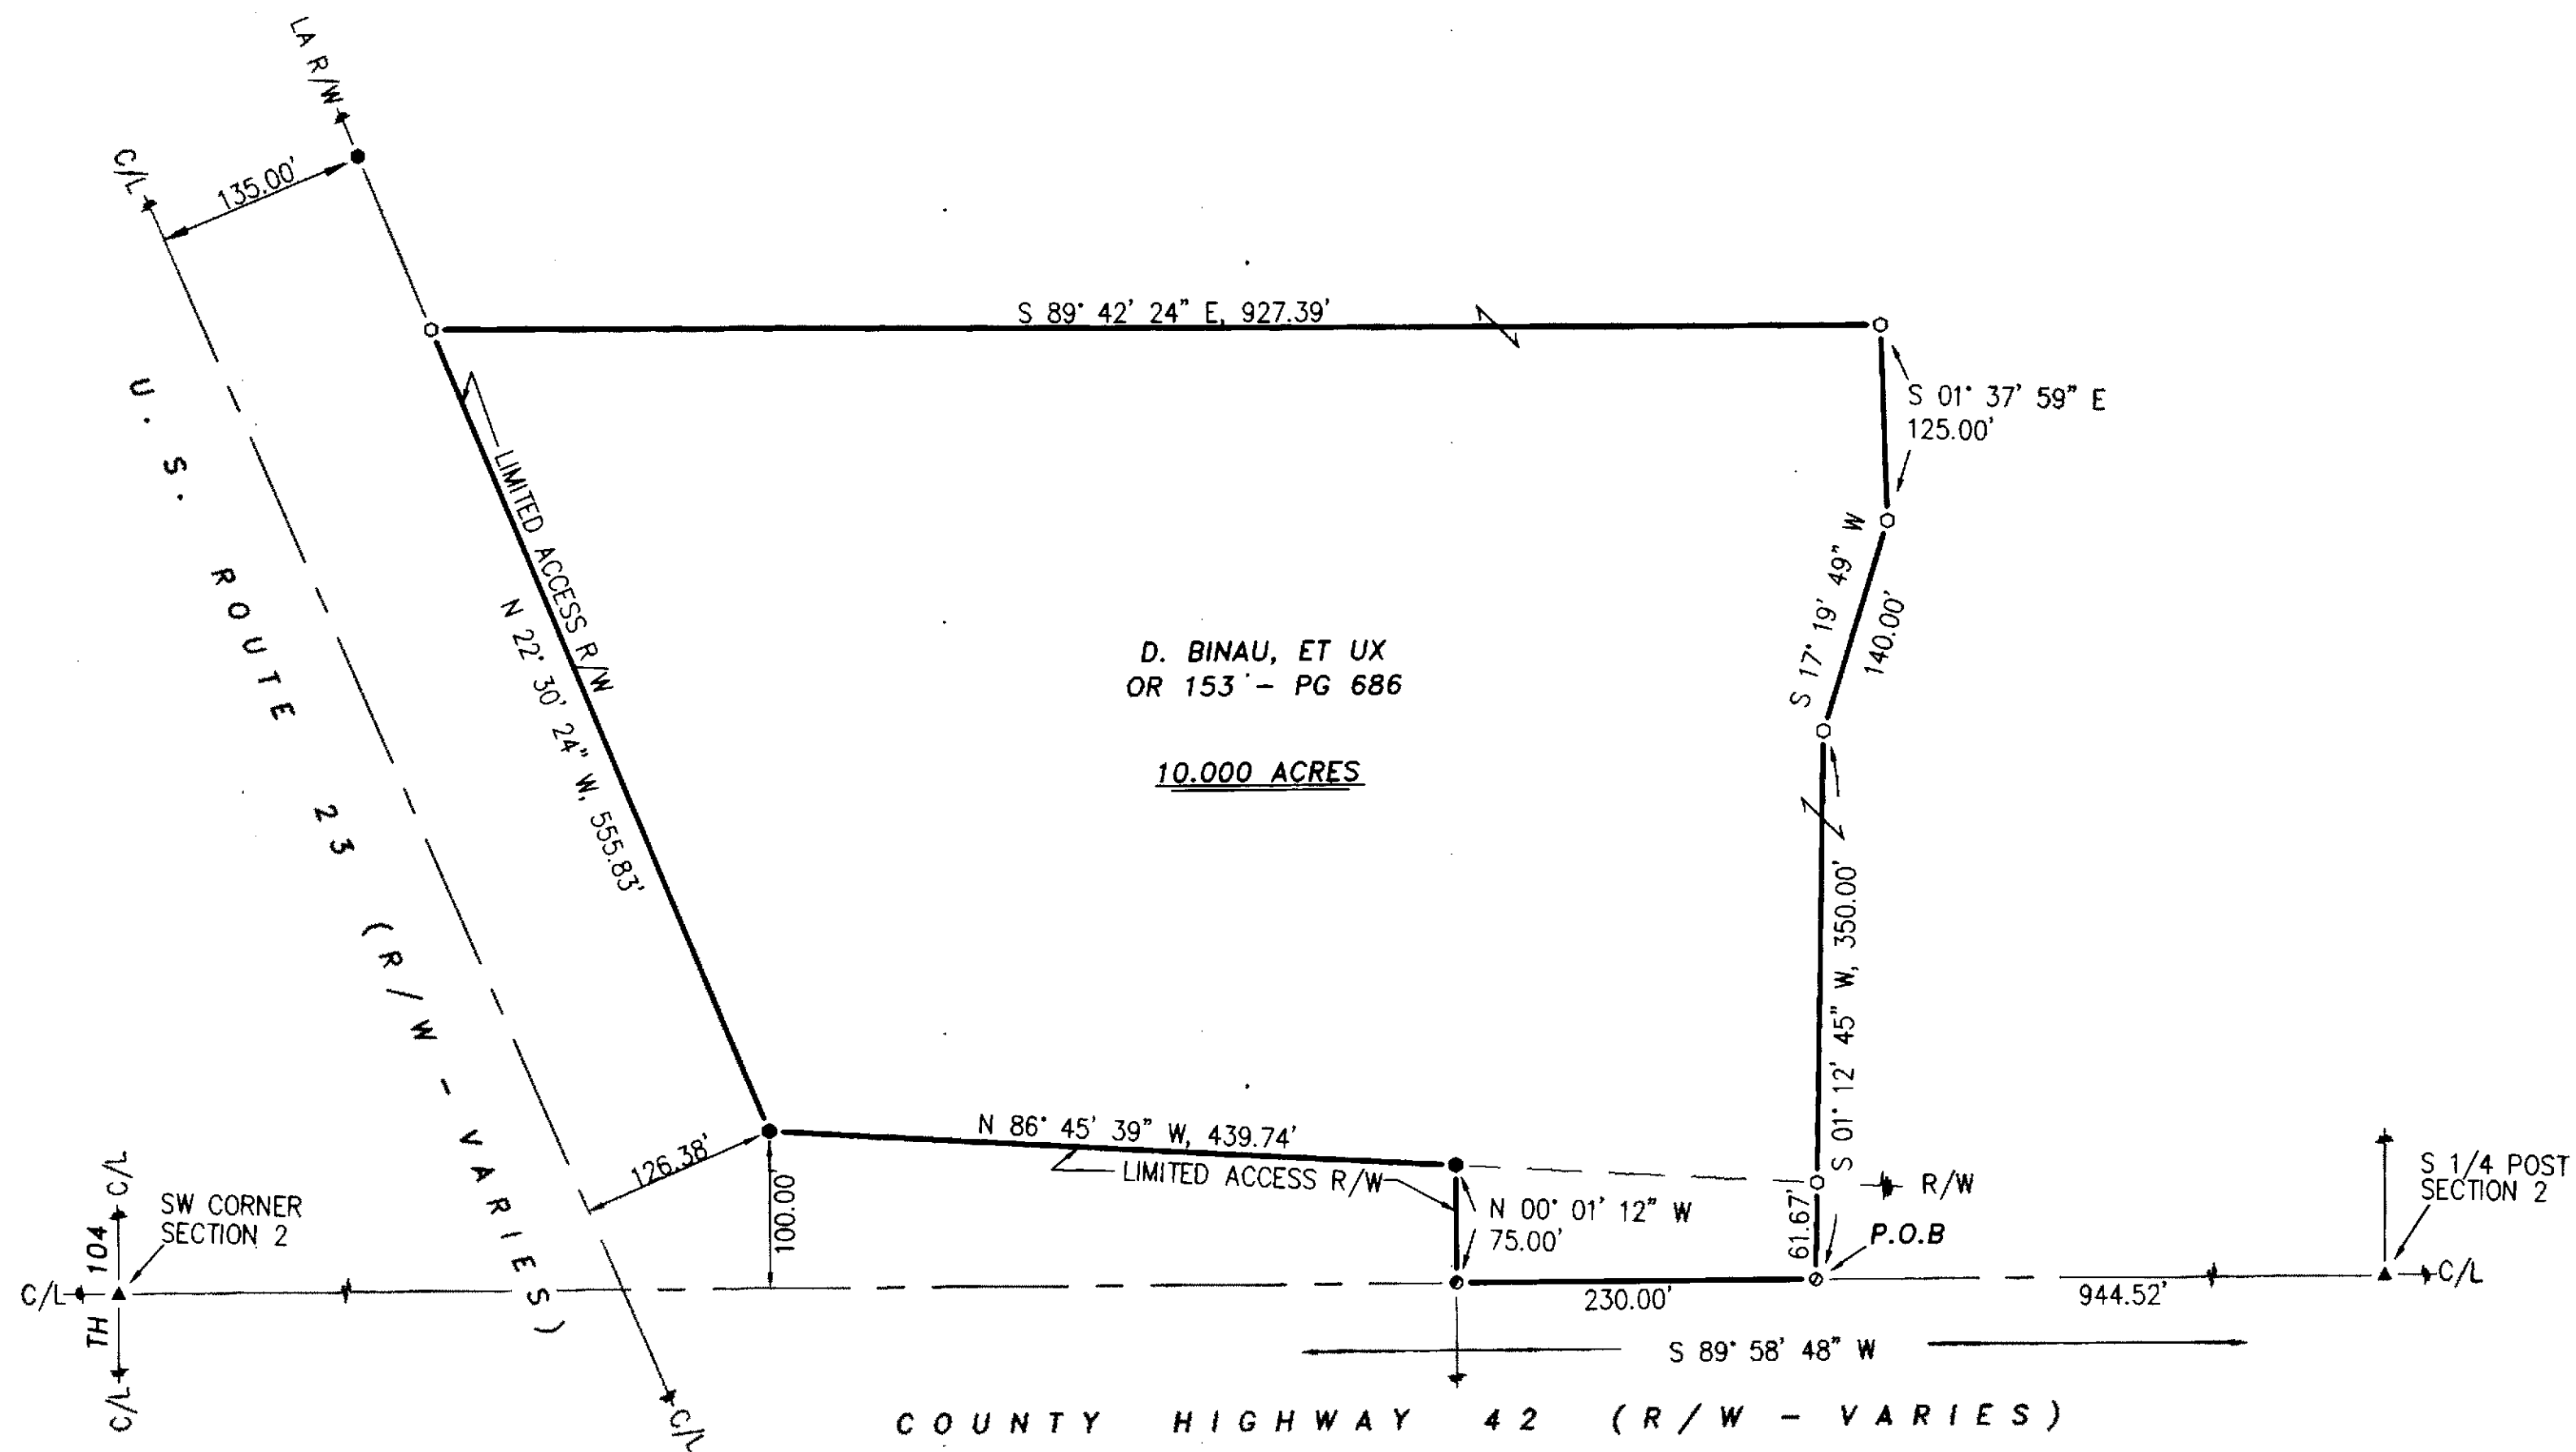 LA R/W
C/L
135.00'
S 89° 42' 24" E, 927.39'
S 01° 37' 59" E
125.00'
U. S. ROUTE 23 (R/W - VARIES)
LIMITED ACCESS R/W
N 22° 30' 24" W, 555.83'
S 17° 19' 49" W
140.00'
D. BINAU, ET UX
OR 153 - PG 686
10.000 ACRES
S 01° 12' 45" W, 350.00'
N 86° 45' 39" W, 439.74'
LIMITED ACCESS R/W
126.38'
100.00'
N 00° 01' 12" W
75.00'
61.67'
R/W
P.O.B
S 1/4 POST
SECTION 2
C/L
SW CORNER
SECTION 2
C/L
TH 104
C/L
C/L
230.00'
944.52'
S 89° 58' 48" W
C/L
COUNTY HIGHWAY 42 (R/W - VARIES)